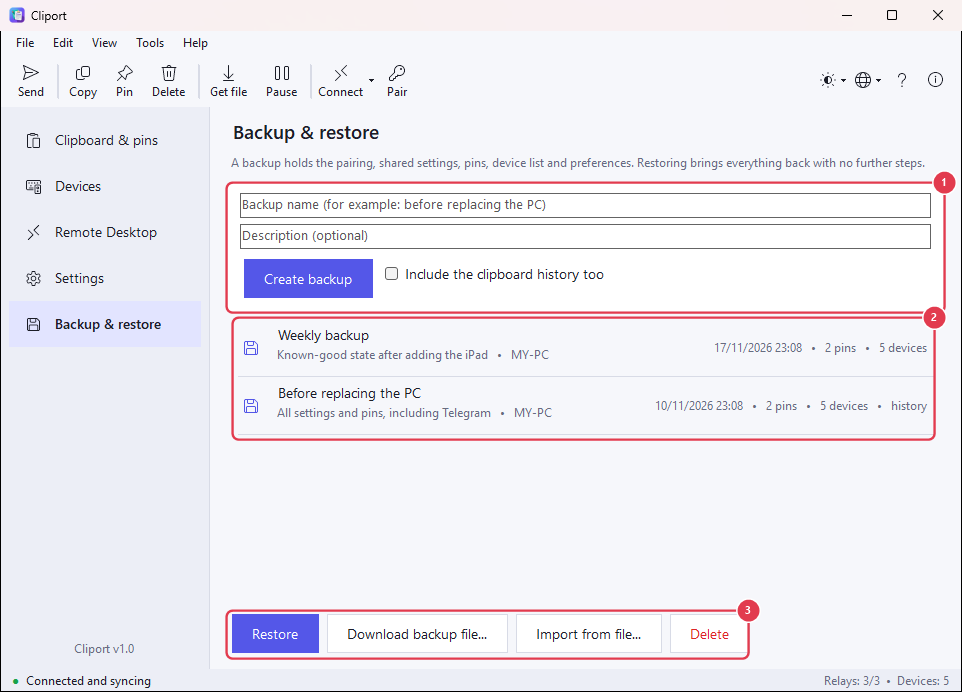 Cliport
File Edit View Tools Help
Send Copy Pin Delete Get file Pause Connect Pair
Clipboard & pins
Devices
Remote Desktop
Settings
Backup & restore
Cliport v1.0
Backup & restore
A backup holds the pairing, shared settings, pins, device list and preferences. Restoring brings everything back with no further steps.
1
Backup name (for example: before replacing the PC)
Description (optional)
Create backup Include the clipboard history too
2
Weekly backup
Known-good state after adding the iPad • MY-PC 17/11/2026 23:08 • 2 pins • 5 devices
Before replacing the PC
All settings and pins, including Telegram • MY-PC 10/11/2026 23:08 • 2 pins • 5 devices • history
3
Restore Download backup file... Import from file... Delete
Connected and syncing Relays: 3/3 • Devices: 5